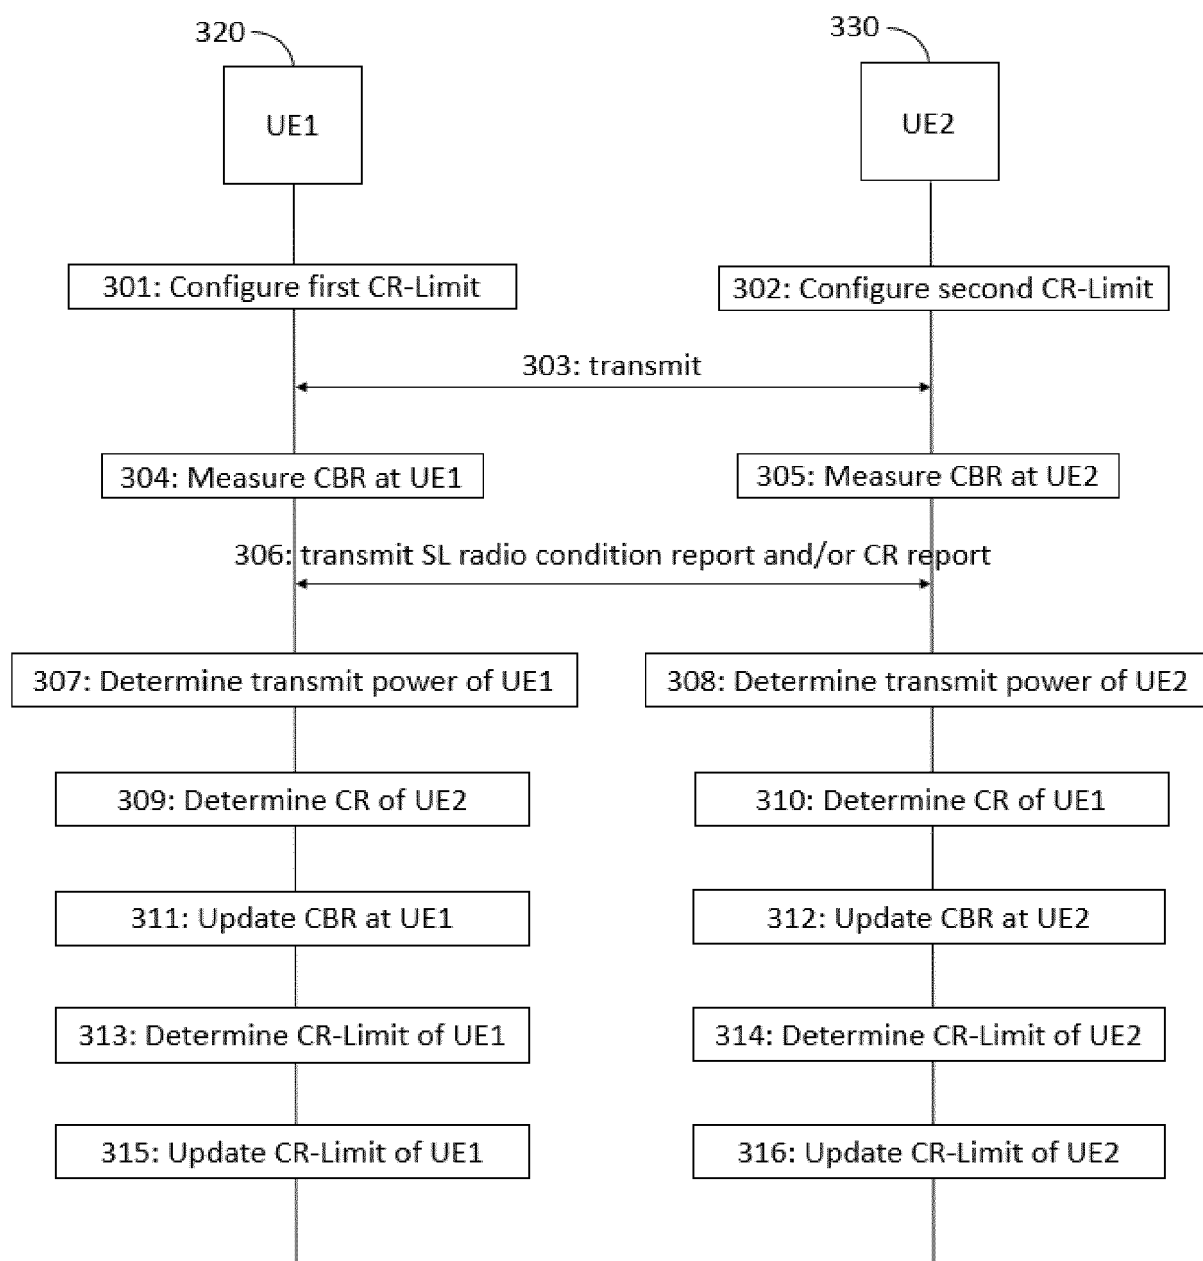 320
330
UE1
UE2
301: Configure first CR-Limit
302: Configure second CR-Limit
303: transmit
304: Measure CBR at UE1
305: Measure CBR at UE2
306: transmit SL radio condition report and/or CR report
307: Determine transmit power of UE1
308: Determine transmit power of UE2
309: Determine CR of UE2
310: Determine CR of UE1
311: Update CBR at UE1
312: Update CBR at UE2
313: Determine CR-Limit of UE1
314: Determine CR-Limit of UE2
315: Update CR-Limit of UE1
316: Update CR-Limit of UE2